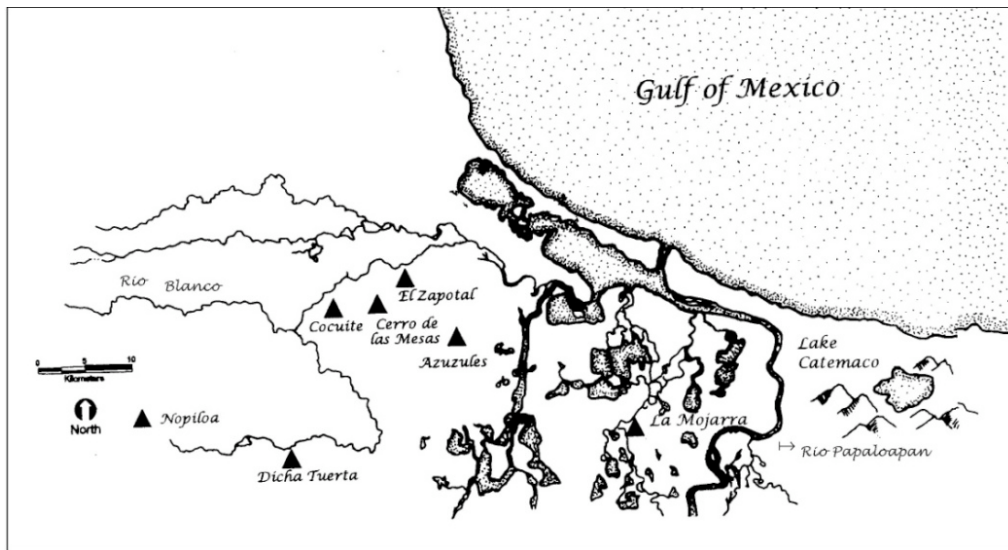 Gulf of Mexico
Rio Blanco
El Zapotal
Cocuite
Cerro de
las Mesas
Azuzules
Lake
Catemaco
0 5 10
Kilometers
North
Nopiloa
La Mojarra
Rio Papaloapan
Dicha Tuerta